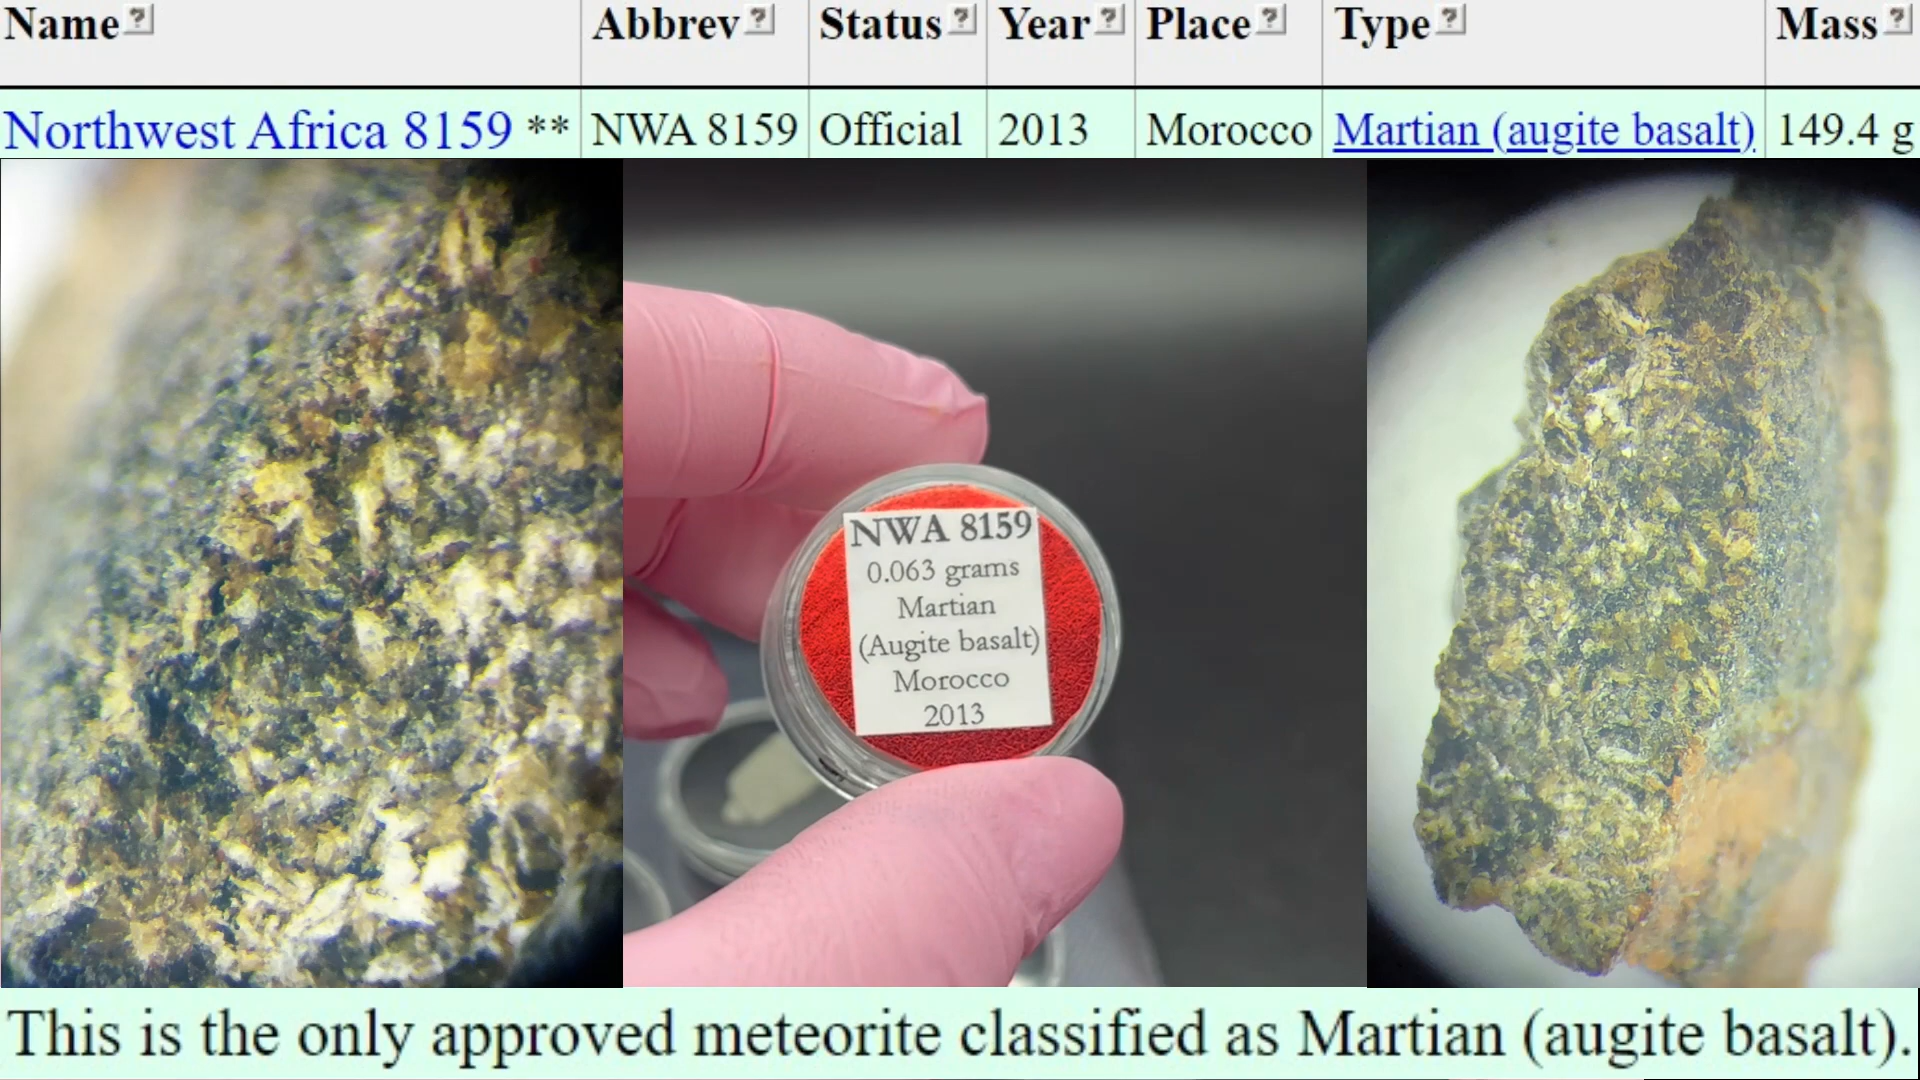 Name ? Abbrev ? Status ? Year ? Place ? Type ? Mass ?
Northwest Africa 8159 ** NWA 8159 Official 2013 Morocco Martian (augite basalt) 149.4 g
NWA 8159
0.063 grams
Martian
(Augite basalt)
Morocco
2013
This is the only approved meteorite classified as Martian (augite basalt).